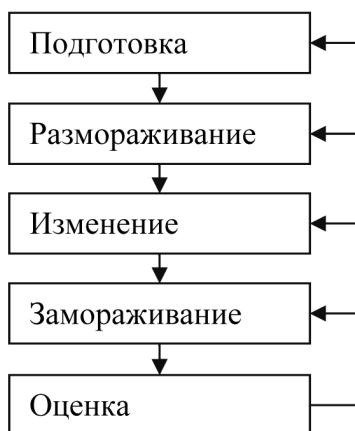 Подготовка
Размораживание
Изменение
Замораживание
Оценка